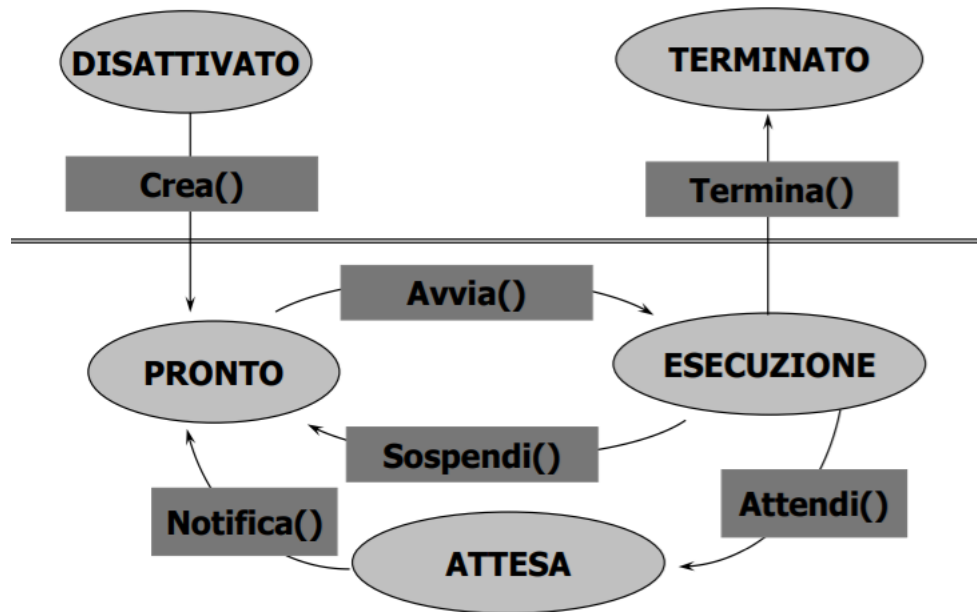 DISATTIVATO
TERMINATO
Crea()
Termina()
Avvia()
PRONTO
ESECUZIONE
Sospendi()
Notifica()
Attendi()
ATTESA